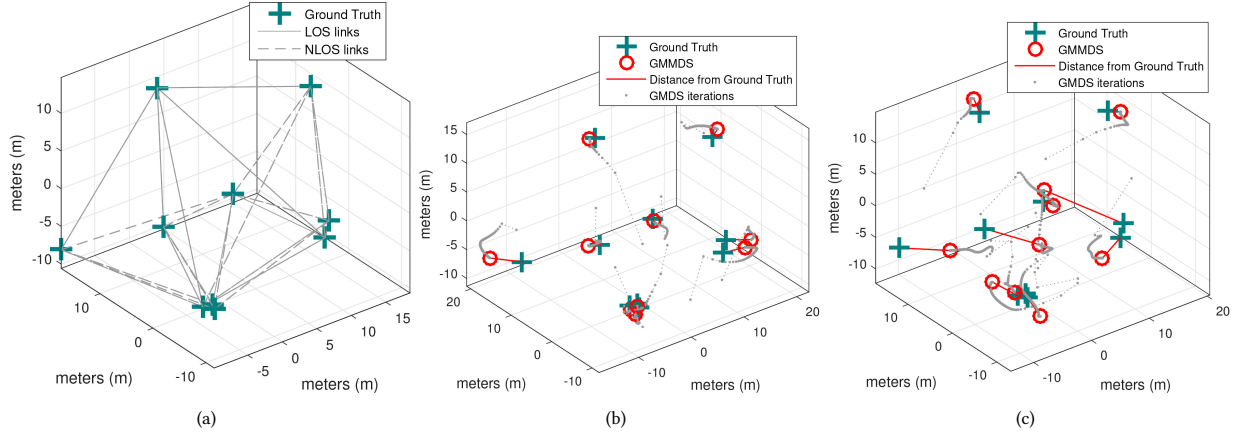 Ground Truth
LOS links
NLOS links
10
5
0
-5
-10
meters (m)
10
0
-10
meters (m)
-5
0
5
10
15
meters (m)
(a)
Ground Truth
GMMDS
Distance from Ground Truth
GMDS iterations
15
10
5
0
-5
-10
meters (m)
20
10
0
-10
meters (m)
-10
0
10
20
meters (m)
(b)
Ground Truth
GMMDS
Distance from Ground Truth
GMDS iterations
10
5
0
-5
-10
meters (m)
10
0
-10
meters (m)
-10
0
10
20
meters (m)
(c)